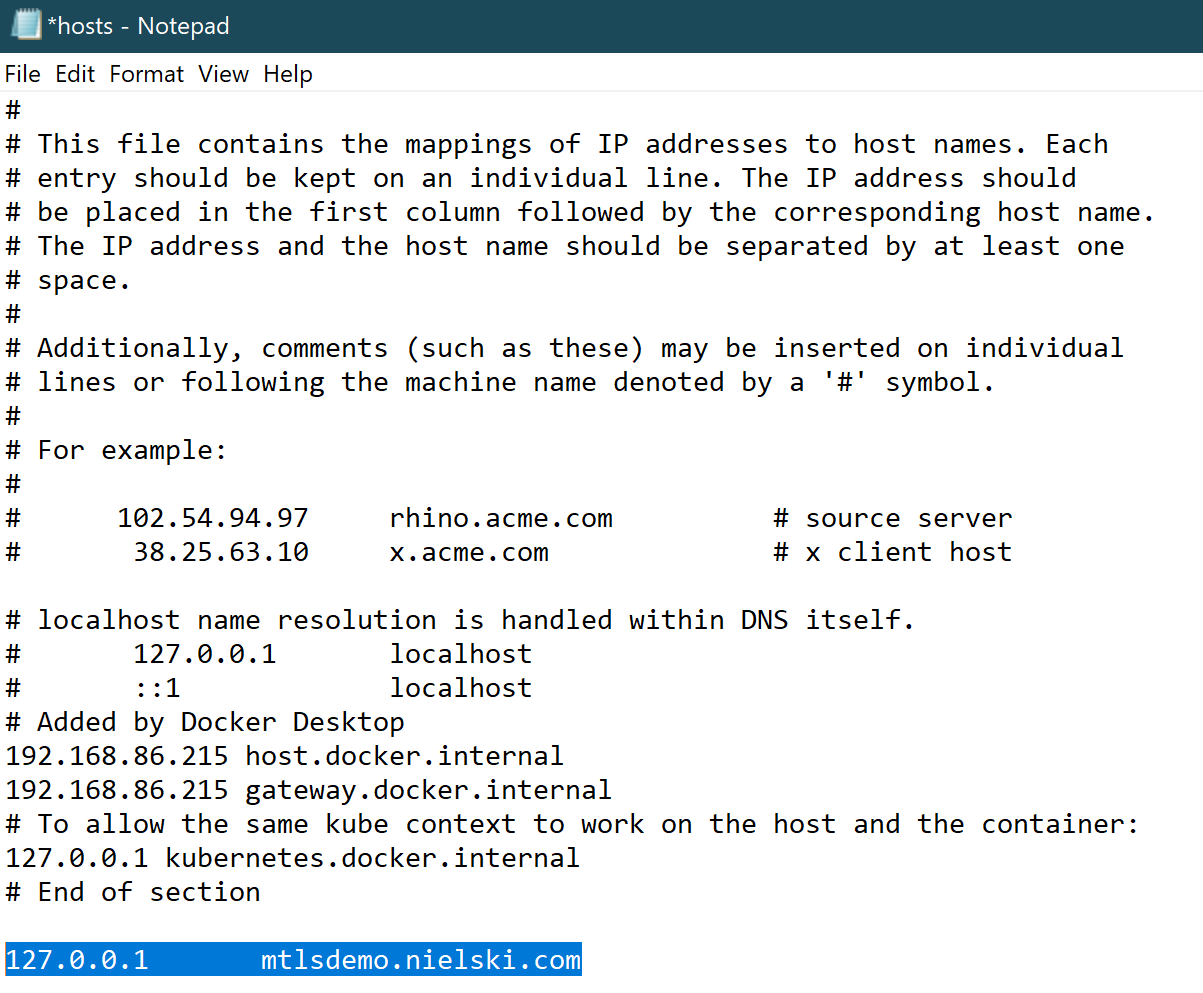 *hosts - Notepad
File Edit Format View Help
#
# This file contains the mappings of IP addresses to host names. Each
# entry should be kept on an individual line. The IP address should
# be placed in the first column followed by the corresponding host name.
# The IP address and the host name should be separated by at least one
# space.
#
# Additionally, comments (such as these) may be inserted on individual
# lines or following the machine name denoted by a '#' symbol.
#
# For example:
#
#      102.54.94.97     rhino.acme.com          # source server
#       38.25.63.10     x.acme.com              # x client host

# localhost name resolution is handled within DNS itself.
#       127.0.0.1       localhost
#       ::1             localhost
# Added by Docker Desktop
192.168.86.215 host.docker.internal
192.168.86.215 gateway.docker.internal
# To allow the same kube context to work on the host and the container:
127.0.0.1 kubernetes.docker.internal
# End of section

127.0.0.1       mtlsdemo.nielski.com